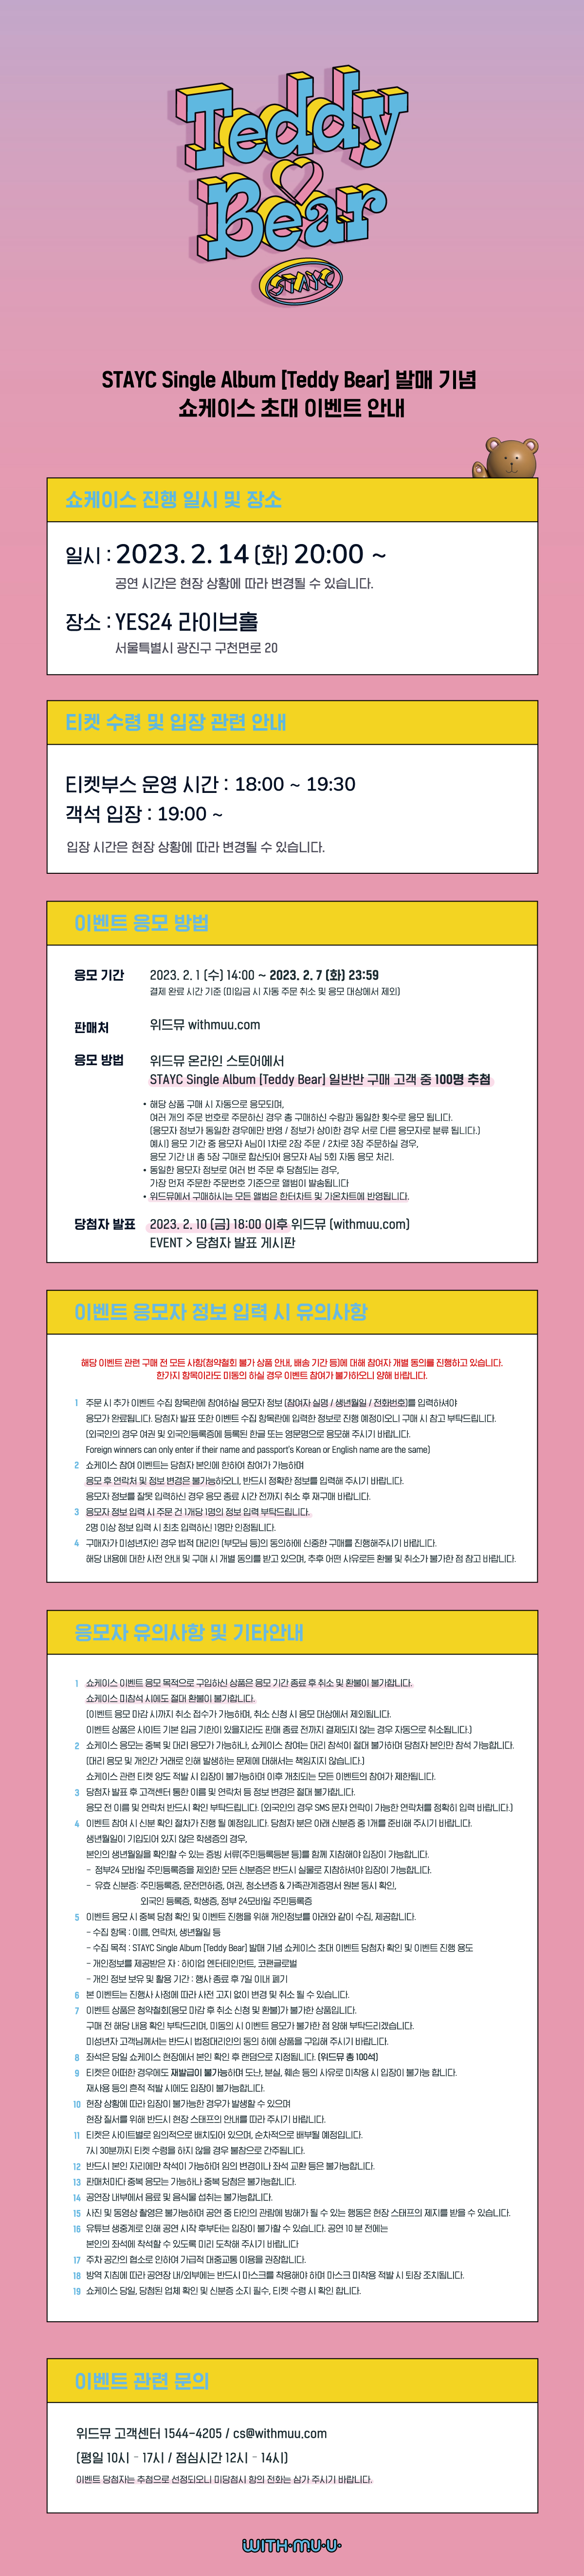 Teddy
Bear
STAYC
STAYC Single Album [Teddy Bear] 발매 기념
쇼케이스 초대 이벤트 안내
쇼케이스 진행 일시 및 장소
일시 : 2023. 2. 14 (화) 20:00 ~
공연 시간은 현장 상황에 따라 변경될 수 있습니다.
장소 : YES24 라이브홀
서울특별시 광진구 구천면로 20
티켓 수령 및 입장 관련 안내
티켓부스 운영 시간 : 18:00 ~ 19:30
객석 입장 : 19:00 ~
입장 시간은 현장 상황에 따라 변경될 수 있습니다.
이벤트 응모 방법
응모 기간 2023. 2. 1 (수) 14:00 ~ 2023. 2. 7 (화) 23:59
결제 완료 시간 기준 (미입금 시 자동 주문 취소 및 응모 대상에서 제외)
판매처 위드뮤 withmuu.com
응모 방법 위드뮤 온라인 스토어에서
STAYC Single Album [Teddy Bear] 일반반 구매 고객 중 100명 추첨
• 해당 상품 구매 시 자동으로 응모되며,
여러 개의 주문 번호로 주문하신 경우 총 구매하신 수량과 동일한 횟수로 응모 됩니다.
(응모자 정보가 동일한 경우에만 반영 / 정보가 상이한 경우 서로 다른 응모자로 분류 됩니다.)
예시) 응모 기간 중 응모자 A님이 1차로 2장 주문 / 2차로 3장 주문하실 경우,
응모 기간 내 총 5장 구매로 합산되어 응모자 A님 5회 자동 응모 처리.
• 동일한 응모자 정보로 여러 번 주문 후 당첨되는 경우,
가장 먼저 주문한 주문번호 기준으로 앨범이 발송됩니다
• 위드뮤에서 구매하시는 모든 앨범은 한터차트 및 가온차트에 반영됩니다.
당첨자 발표 2023. 2. 10 (금) 18:00 이후 위드뮤 (withmuu.com)
EVENT > 당첨자 발표 게시판
이벤트 응모자 정보 입력 시 유의사항
해당 이벤트 관련 구매 전 모든 사항(청약철회 불가 상품 안내, 배송 기간 등)에 대해 참여자 개별 동의를 진행하고 있습니다.
한가지 항목이라도 미동의 하실 경우 이벤트 참여가 불가하오니 양해 바랍니다.
1 주문 시 추가 이벤트 수집 항목란에 참여하실 응모자 정보 (참여자 실명 / 생년월일 / 전화번호)를 입력하셔야
응모가 완료됩니다. 당첨자 발표 또한 이벤트 수집 항목란에 입력한 정보로 진행 예정이오니 구매 시 참고 부탁드립니다.
(외국인의 경우 여권 및 외국인등록증에 등록된 한글 또는 영문명으로 응모해 주시기 바랍니다.
Foreign winners can only enter if their name and passport's Korean or English name are the same)
2 쇼케이스 참여 이벤트는 당첨자 본인에 한하여 참여가 가능하며
응모 후 연락처 및 정보 변경은 불가능하오니, 반드시 정확한 정보를 입력해 주시기 바랍니다.
응모자 정보를 잘못 입력하신 경우 응모 종료 시간 전까지 취소 후 재구매 바랍니다.
3 응모자 정보 입력 시 주문 건 1개당 1명의 정보 입력 부탁드립니다.
2명 이상 정보 입력 시 최초 입력하신 1명만 인정됩니다.
4 구매자가 미성년자인 경우 법적 대리인 (부모님 등)의 동의하에 신중한 구매를 진행해주시기 바랍니다.
해당 내용에 대한 사전 안내 및 구매 시 개별 동의를 받고 있으며, 추후 어떤 사유로든 환불 및 취소가 불가한 점 참고 바랍니다.
응모자 유의사항 및 기타안내
1 쇼케이스 이벤트 응모 목적으로 구입하신 상품은 응모 기간 종료 후 취소 및 환불이 불가합니다.
쇼케이스 미참석 시에도 절대 환불이 불가합니다.
(이벤트 응모 마감 시까지 취소 접수가 가능하며, 취소 신청 시 응모 대상에서 제외됩니다.
이벤트 상품은 사이트 기본 입금 기한이 있을지라도 판매 종료 전까지 결제되지 않는 경우 자동으로 취소됩니다.)
2 쇼케이스 응모는 중복 및 대리 응모가 가능하나, 쇼케이스 참여는 대리 참석이 절대 불가하며 당첨자 본인만 참석 가능합니다.
(대리 응모 및 개인간 거래로 인해 발생하는 문제에 대해서는 책임지지 않습니다.)
쇼케이스 관련 티켓 양도 적발 시 입장이 불가능하며 이후 개최되는 모든 이벤트의 참여가 제한됩니다.
3 당첨자 발표 후 고객센터 통한 이름 및 연락처 등 정보 변경은 절대 불가합니다.
응모 전 이름 및 연락처 반드시 확인 부탁드립니다. (외국인의 경우 SMS 문자 연락이 가능한 연락처를 정확히 입력 바랍니다.)
4 이벤트 참여 시 신분 확인 절차가 진행 될 예정입니다. 당첨자 분은 아래 신분증 중 1개를 준비해 주시기 바랍니다.
생년월일이 기입되어 있지 않은 학생증의 경우,
본인의 생년월일을 확인할 수 있는 증빙 서류(주민등록등본 등)를 함께 지참해야 입장이 가능합니다.
- 정부24 모바일 주민등록증을 제외한 모든 신분증은 반드시 실물로 지참하셔야 입장이 가능합니다.
- 유효 신분증: 주민등록증, 운전면허증, 여권, 청소년증 & 가족관계증명서 원본 동시 확인,
외국인 등록증, 학생증, 정부 24모바일 주민등록증
5 이벤트 응모 시 중복 당첨 확인 및 이벤트 진행을 위해 개인정보를 아래와 같이 수집, 제공합니다.
- 수집 항목 : 이름, 연락처, 생년월일 등
- 수집 목적 : STAYC Single Album [Teddy Bear] 발매 기념 쇼케이스 초대 이벤트 당첨자 확인 및 이벤트 진행 용도
- 개인정보를 제공받은 자 : 하이업 엔터테인먼트, 코팬글로벌
- 개인 정보 보유 및 활용 기간 : 행사 종료 후 7일 이내 폐기
6 본 이벤트는 진행사 사정에 따라 사전 고지 없이 변경 및 취소 될 수 있습니다.
7 이벤트 상품은 청약철회(응모 마감 후 취소 신청 및 환불)가 불가한 상품입니다.
구매 전 해당 내용 확인 부탁드리며, 미동의 시 이벤트 응모가 불가한 점 양해 부탁드리겠습니다.
미성년자 고객님께서는 반드시 법정대리인의 동의 하에 상품을 구입해 주시기 바랍니다.
8 좌석은 당일 쇼케이스 현장에서 본인 확인 후 랜덤으로 지정됩니다. (위드뮤 총 100석)
9 티켓은 어떠한 경우에도 재발급이 불가능하며 도난, 분실, 훼손 등의 사유로 미착용 시 입장이 불가능 합니다.
재사용 등의 흔적 적발 시에도 입장이 불가능합니다.
10 현장 상황에 따라 입장이 불가능한 경우가 발생할 수 있으며
현장 질서를 위해 반드시 현장 스태프의 안내를 따라 주시기 바랍니다.
11 티켓은 사이트별로 임의적으로 배치되어 있으며, 순차적으로 배부될 예정입니다.
7시 30분까지 티켓 수령을 하지 않을 경우 불참으로 간주됩니다.
12 반드시 본인 자리에만 착석이 가능하며 임의 변경이나 좌석 교환 등은 불가능합니다.
13 판매처마다 중복 응모는 가능하나 중복 당첨은 불가능합니다.
14 공연장 내부에서 음료 및 음식물 섭취는 불가능합니다.
15 사진 및 동영상 촬영은 불가능하며 공연 중 타인의 관람에 방해가 될 수 있는 행동은 현장 스태프의 제지를 받을 수 있습니다.
16 유튜브 생중계로 인해 공연 시작 후부터는 입장이 불가할 수 있습니다. 공연 10 분 전에는
본인의 좌석에 착석할 수 있도록 미리 도착해 주시기 바랍니다
17 주차 공간의 협소로 인하여 가급적 대중교통 이용을 권장합니다.
18 방역 지침에 따라 공연장 내/외부에는 반드시 마스크를 착용해야 하며 마스크 미착용 적발 시 퇴장 조치됩니다.
19 쇼케이스 당일, 당첨된 업체 확인 및 신분증 소지 필수, 티켓 수령 시 확인 합니다.
이벤트 관련 문의
위드뮤 고객센터 1544-4205 / cs@withmuu.com
(평일 10시 - 17시 / 점심시간 12시 - 14시)
이벤트 당첨자는 추첨으로 선정되오니 미당첨시 항의 전화는 삼가 주시기 바랍니다.
WITH·MU·U·